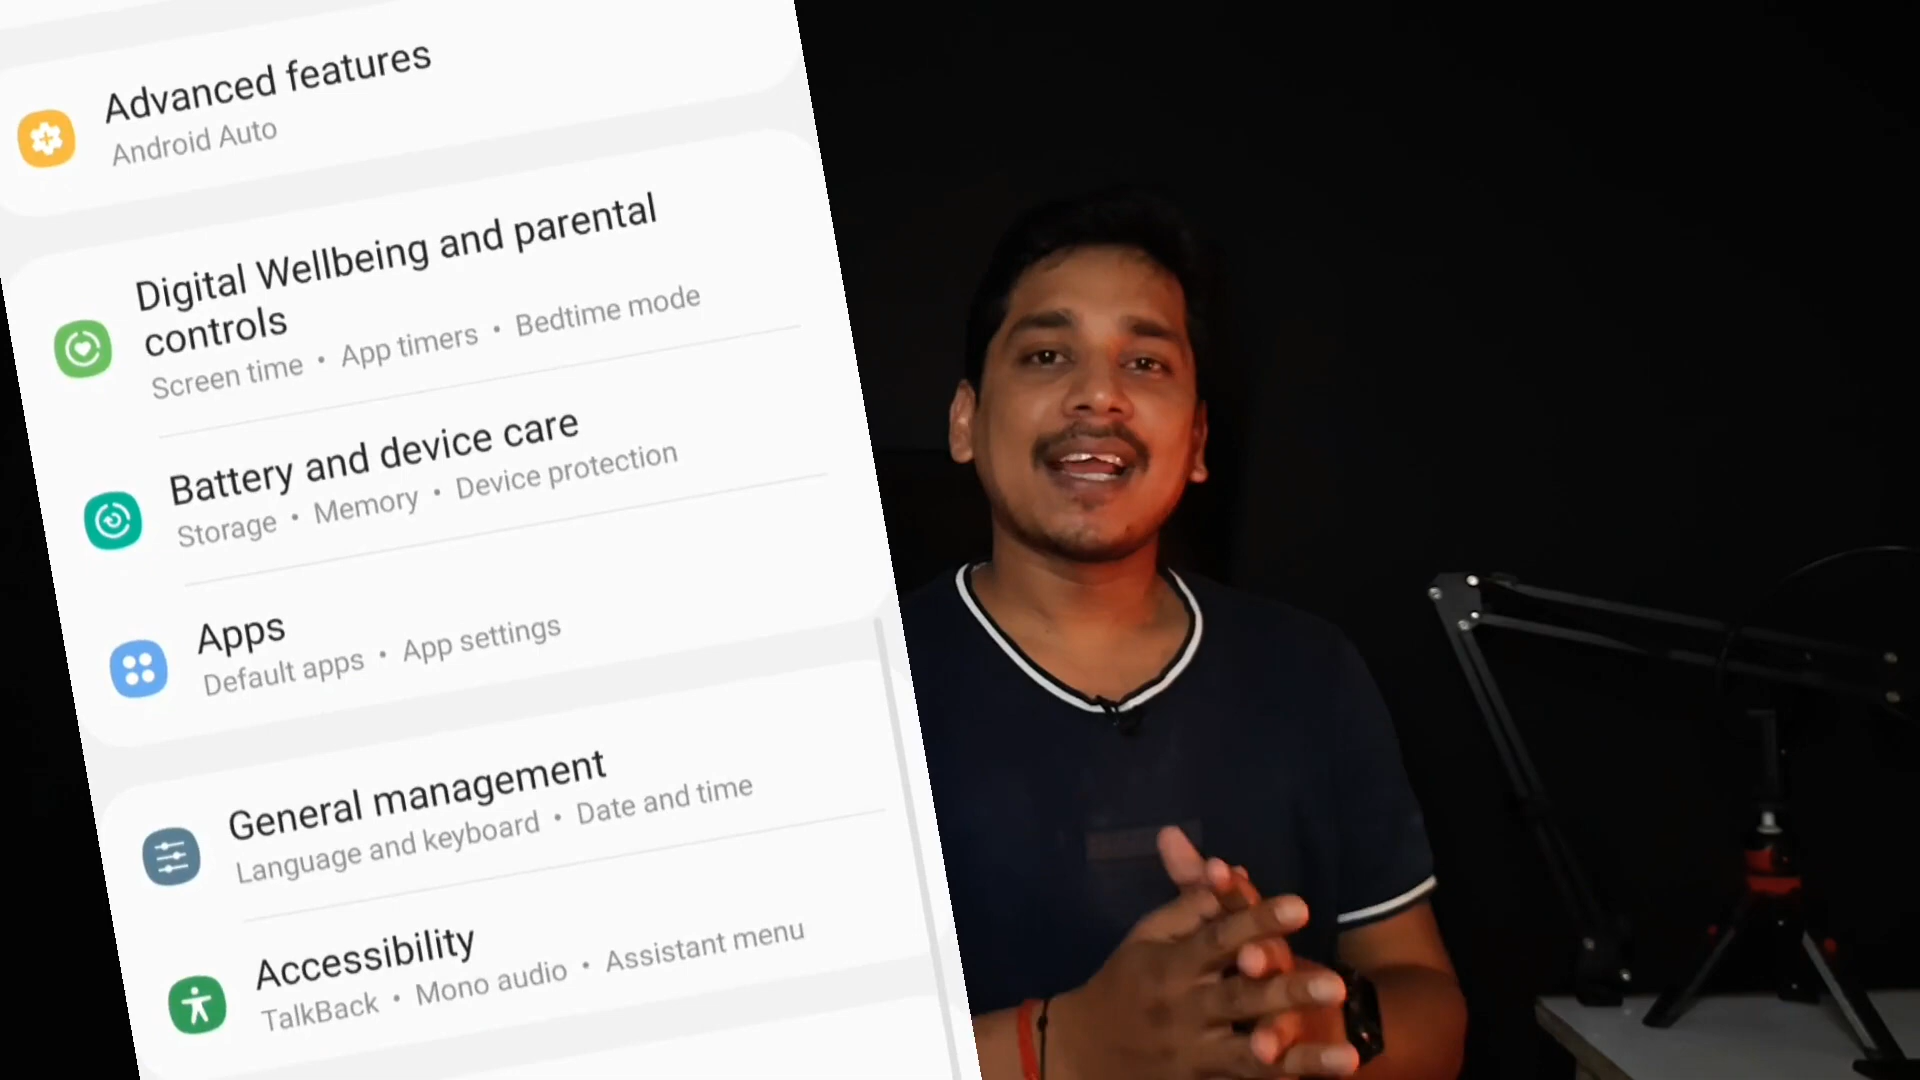 Advanced features
Android Auto
Digital Wellbeing and parental
controls
Screen time • App timers • Bedtime mode
Battery and device care
Storage • Memory • Device protection
Apps
Default apps • App settings
General management
Language and keyboard • Date and time
Accessibility
TalkBack • Mono audio • Assistant menu